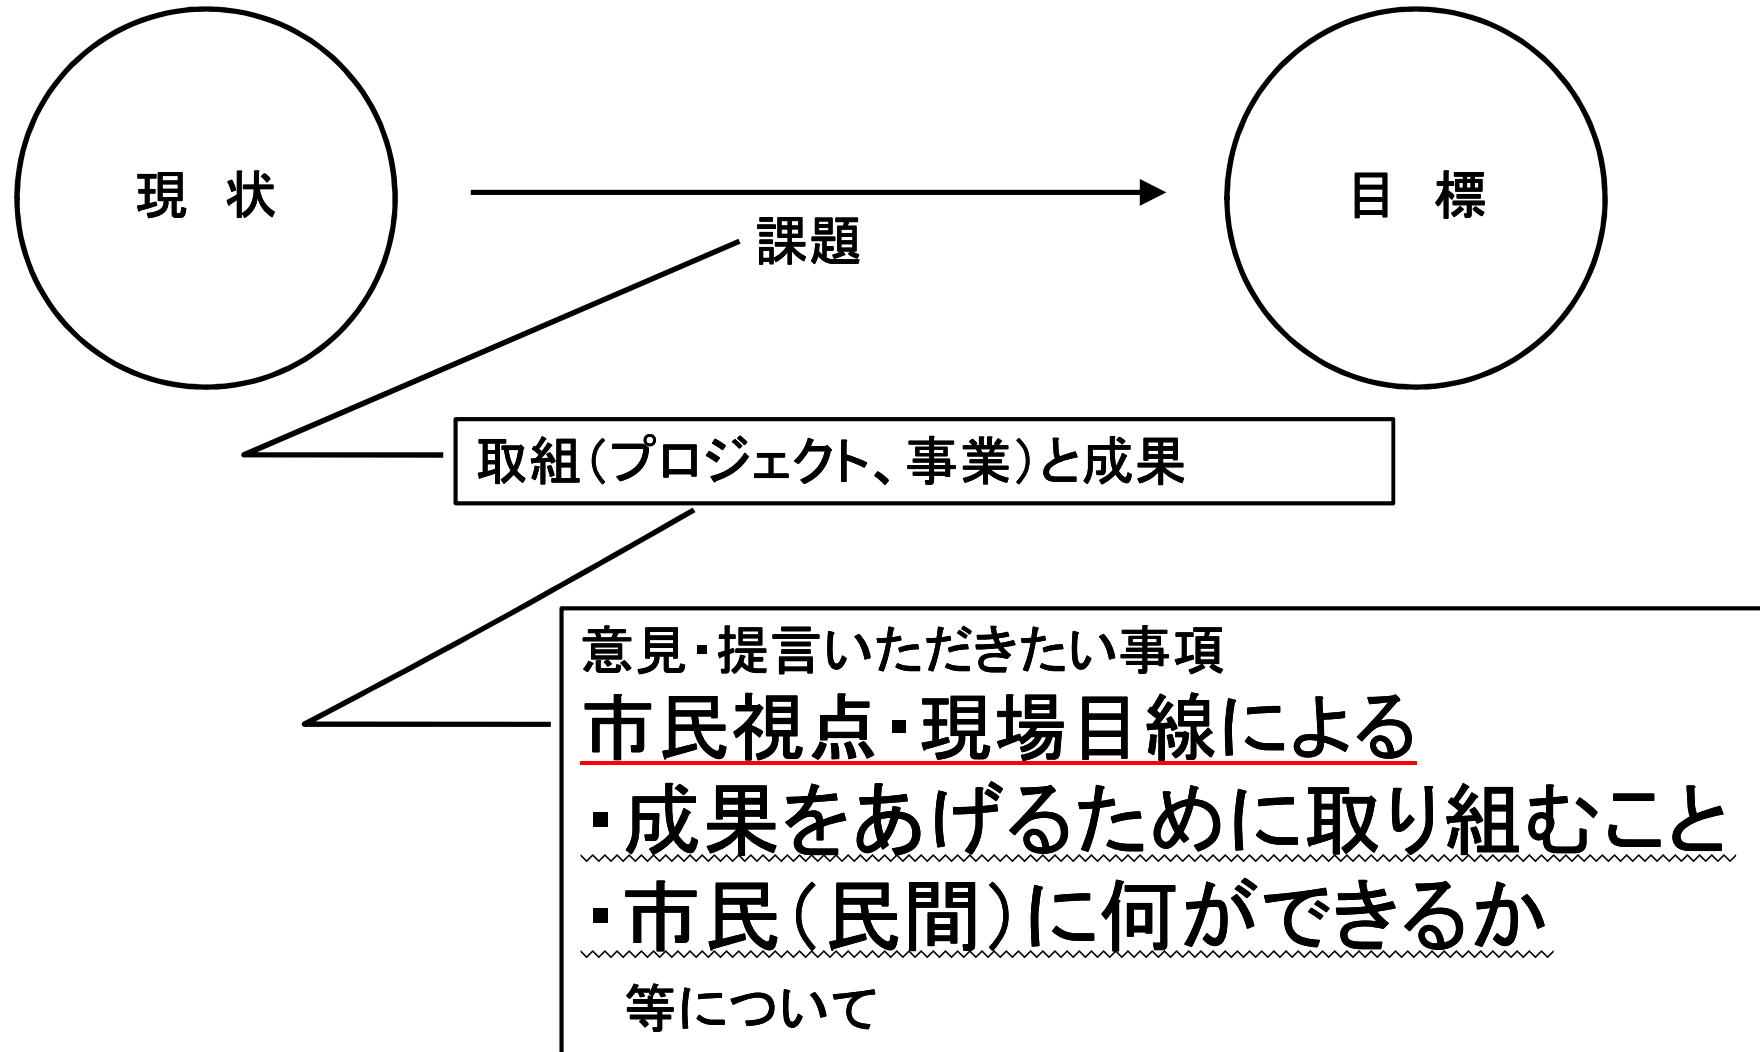 現　状
目　標
課題
取組(プロジェクト、事業)と成果
意見・提言いただきたい事項
市民視点・現場目線による
・成果をあげるために取り組むこと
・市民(民間)に何ができるか
等について